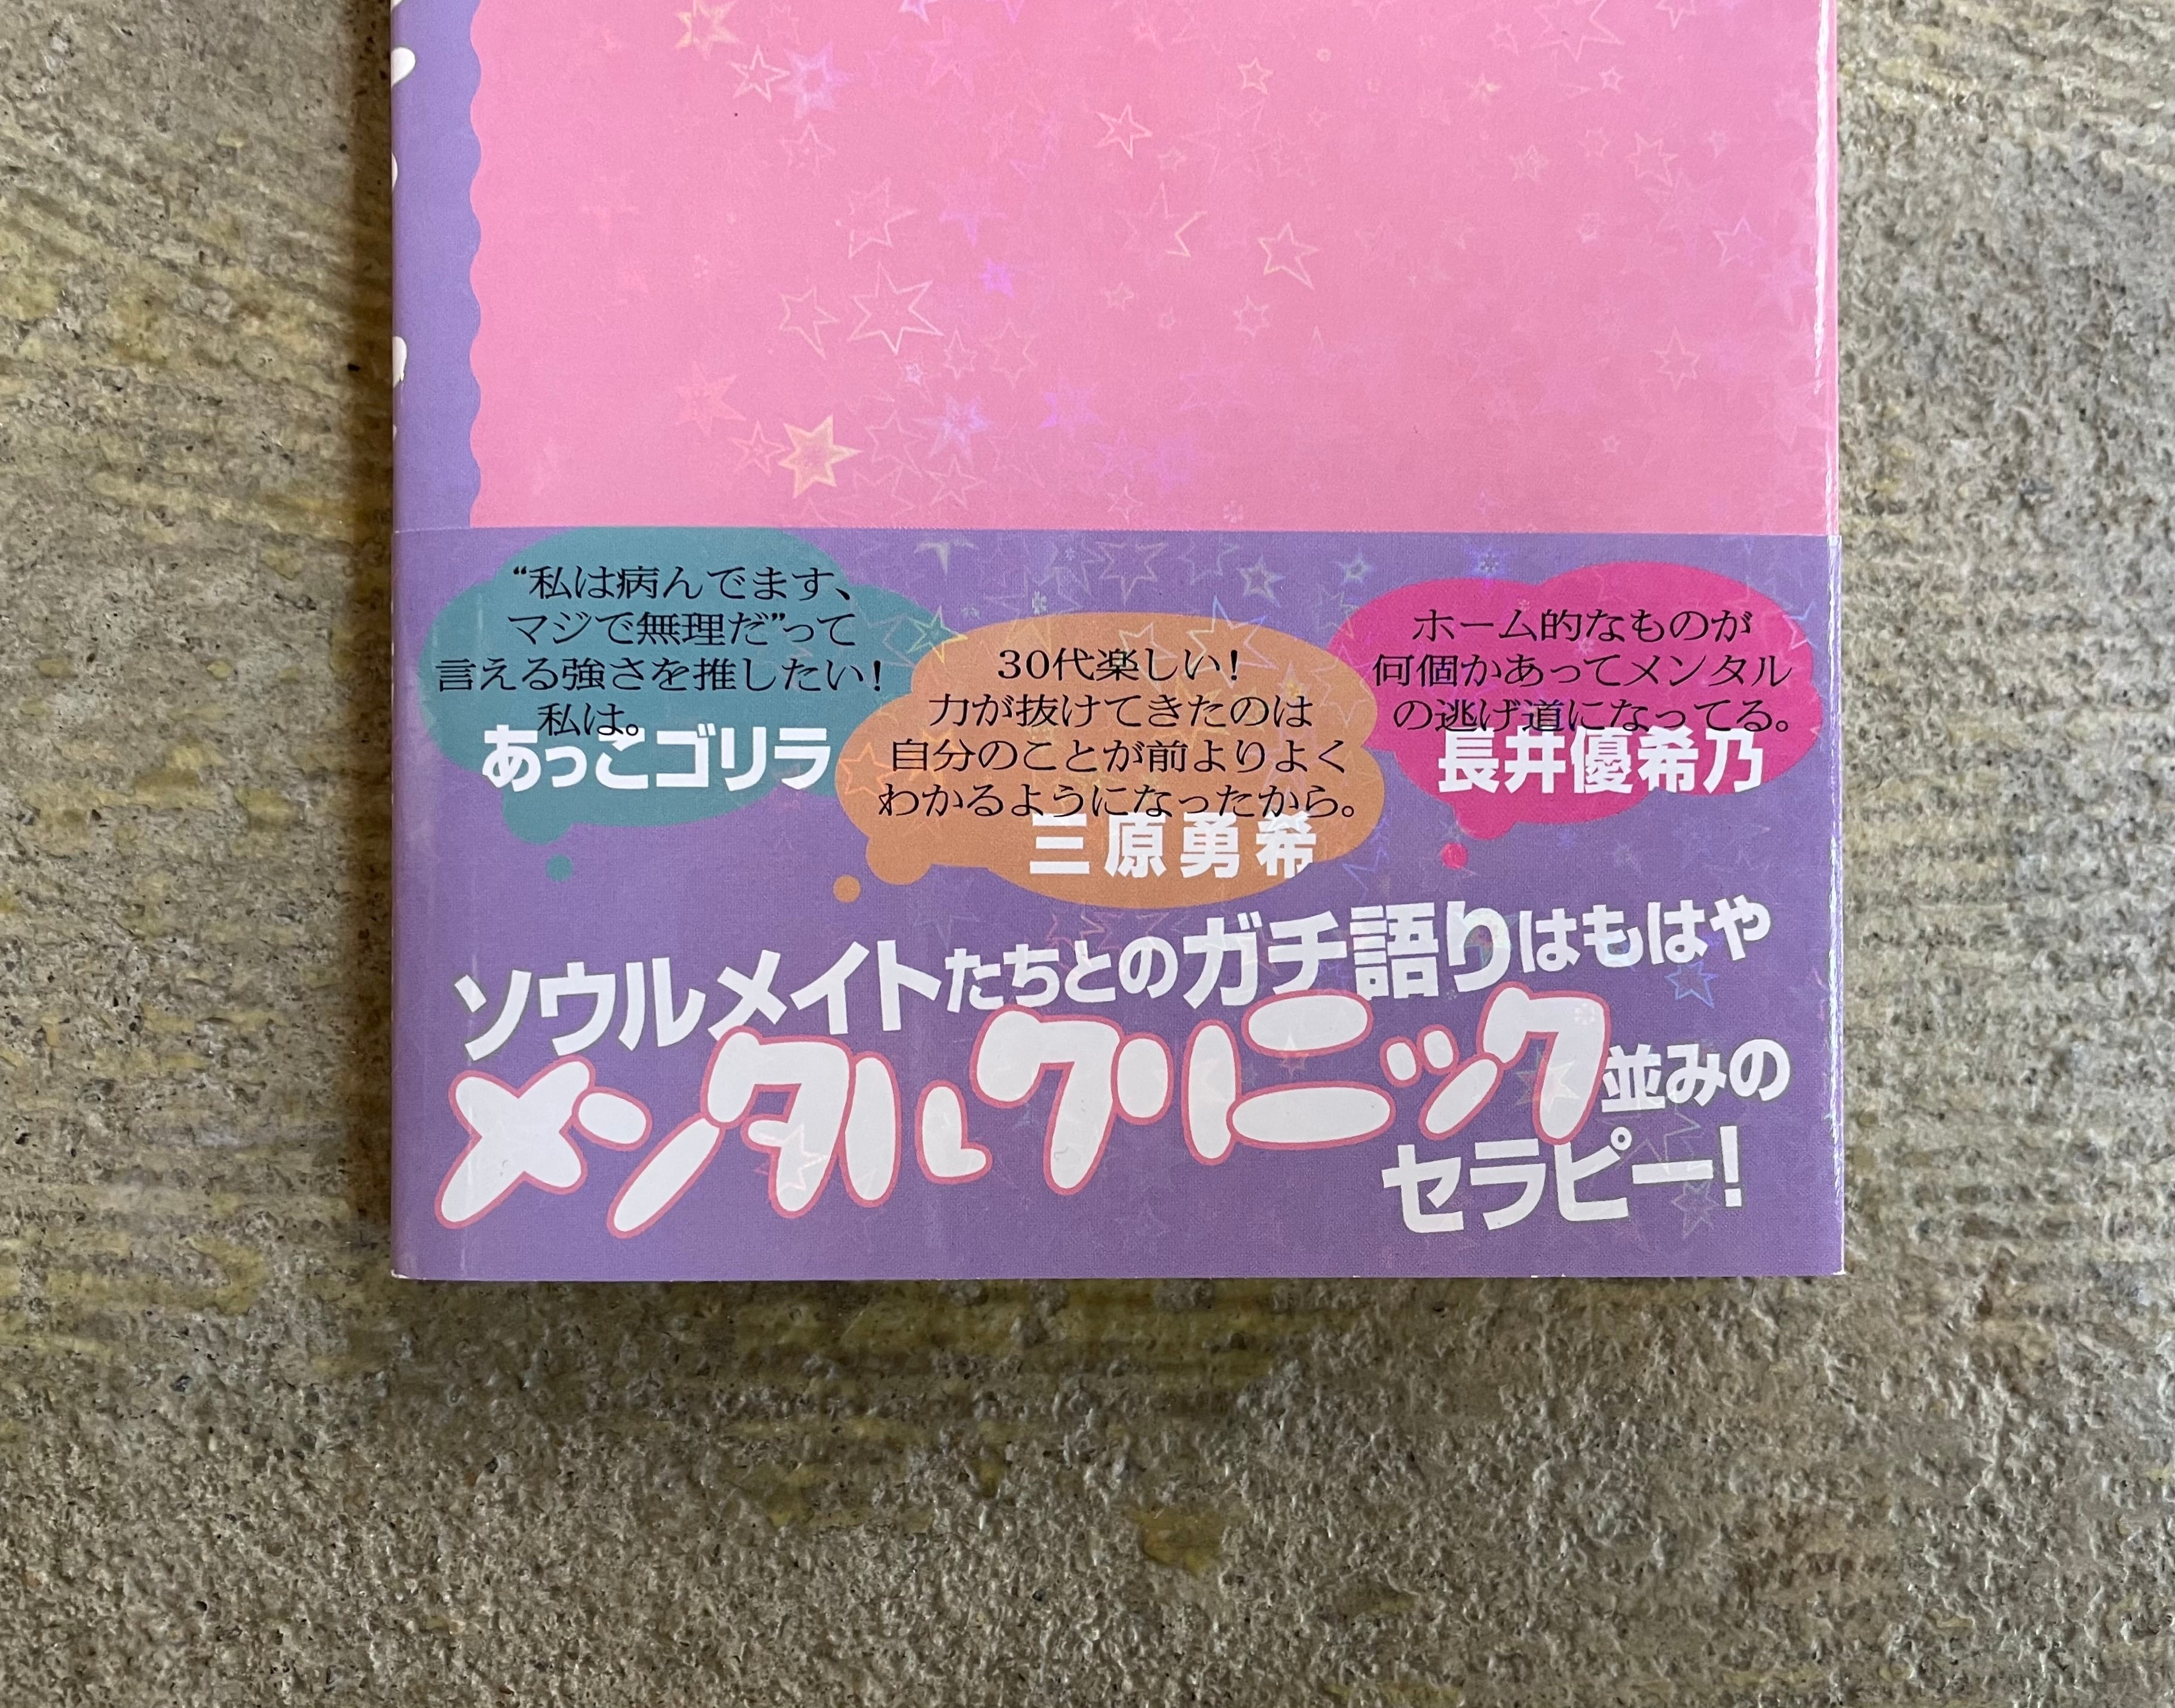 “私は病んでます、
マジで無理だ”って
言える強さを推したい！
私は。
あっこゴリラ
30代楽しい！
力が抜けてきたのは
自分のことが前よりよく
わかるようになったから。
三原勇希
ホーム的なものが
何個かあってメンタル
の逃げ道になってる。
長井優希乃
ソウルメイトたちとのガチ語りはもはや
メンタルクリニック並みの
セラピー！